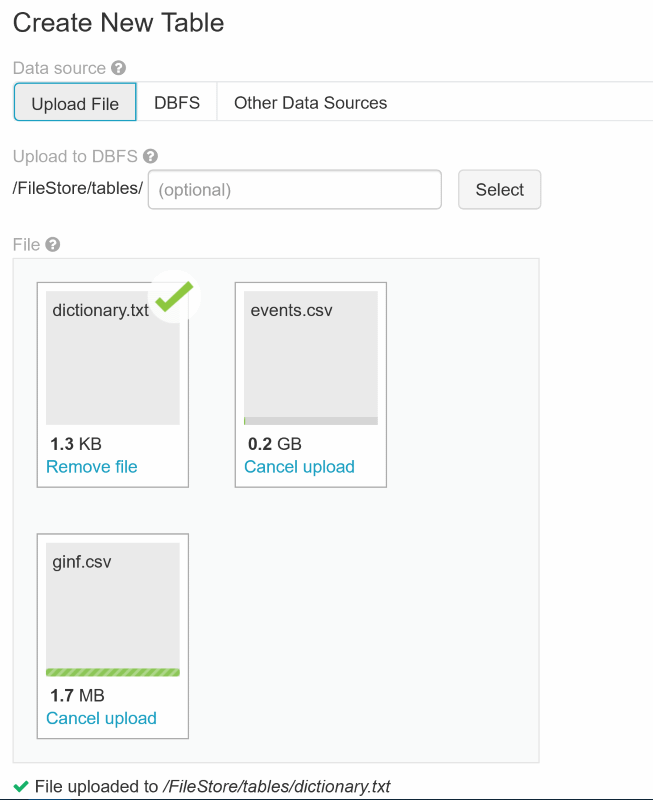 Create New Table
Data source
Upload File DBFS Other Data Sources
Upload to DBFS
/FileStore/tables/ (optional) Select
File
dictionary.txt events.csv
1.3 KB 0.2 GB
Remove file Cancel upload
ginf.csv
1.7 MB
Cancel upload
File uploaded to /FileStore/tables/dictionary.txt